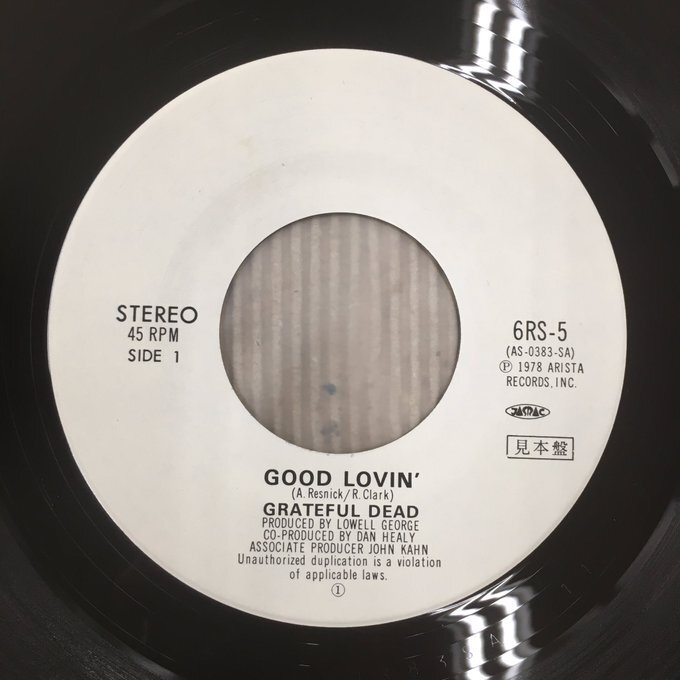 STEREO
45 RPM
SIDE 1
6RS-5
(AS-0383-SA)
Ⓟ 1978 ARISTA
RECORDS, INC.
JASRAC
見本盤
GOOD LOVIN'
(A. Resnick/R. Clark)
GRATEFUL DEAD
PRODUCED BY LOWELL GEORGE
CO-PRODUCED BY DAN HEALY
ASSOCIATE PRODUCER JOHN KAHN
Unauthorized duplication is a violation
of applicable laws.
①